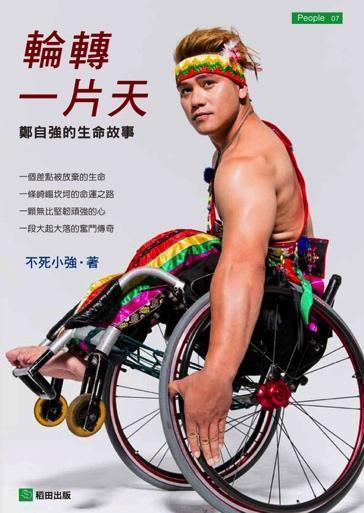 People 07
輪轉
一片天
鄭自強的生命故事
一個差點被放棄的生命
一條崎嶇坎坷的命運之路
一顆無比堅韌頑強的心
一段大起大落的奮鬥傳奇
不死小強・著
稻田出版